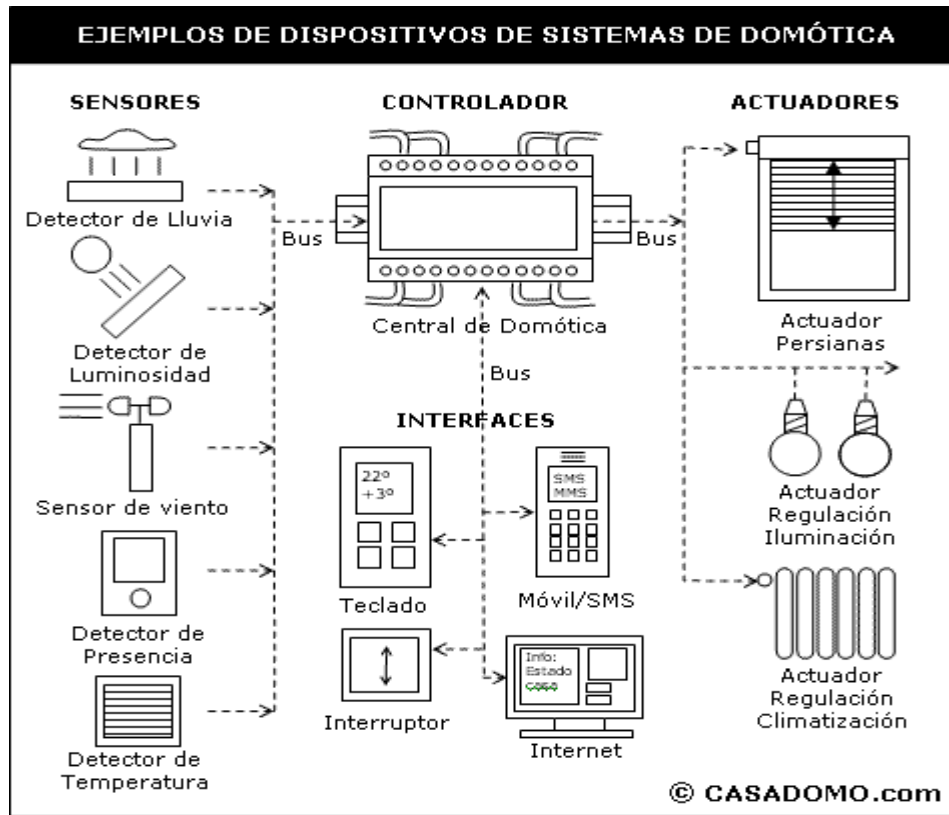 EJEMPLOS DE DISPOSITIVOS DE SISTEMAS DE DOMÓTICA
SENSORES
Detector de Lluvia
Detector de
Luminosidad
Sensor de viento
Detector de
Presencia
Detector de
Temperatura
CONTROLADOR
Bus
Bus
Central de Domótica
Bus
INTERFACES
22º
+3º
Teclado
SMS
MMS
Móvil/SMS
Interruptor
Info:
Estado
casa
Internet
ACTUADORES
Actuador
Persianas
Actuador
Regulación
Iluminación
Actuador
Regulación
Climatización
© CASADOMO.com